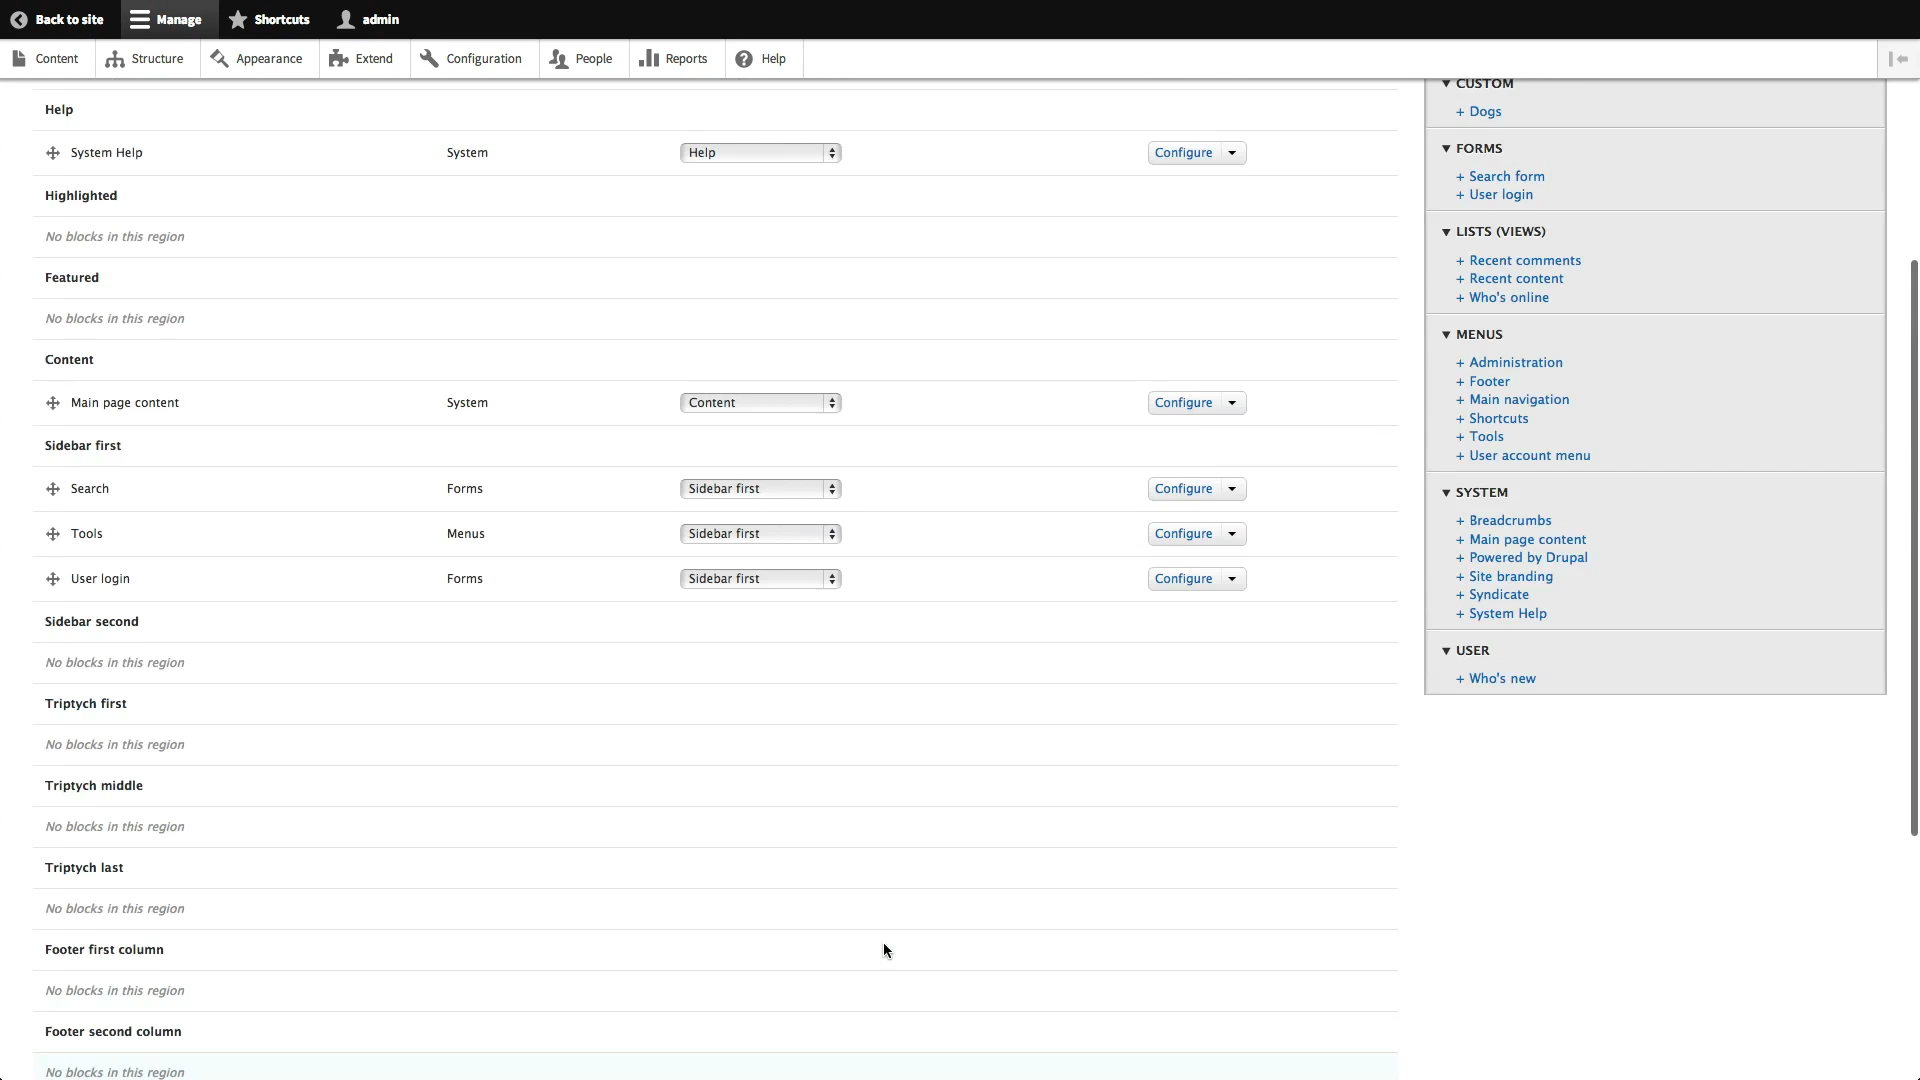 Back to site Manage Shortcuts admin
Content Structure Appearance Extend Configuration People Reports Help
Help
System Help System Help Configure
Highlighted
No blocks in this region
Featured
No blocks in this region
Content
Main page content System Content Configure
Sidebar first
Search Forms Sidebar first Configure
Tools Menus Sidebar first Configure
User login Forms Sidebar first Configure
Sidebar second
No blocks in this region
Triptych first
No blocks in this region
Triptych middle
No blocks in this region
Triptych last
No blocks in this region
Footer first column
No blocks in this region
Footer second column
No blocks in this region
CUSTOM
+ Dogs
FORMS
+ Search form
+ User login
LISTS (VIEWS)
+ Recent comments
+ Recent content
+ Who's online
MENUS
+ Administration
+ Footer
+ Main navigation
+ Shortcuts
+ Tools
+ User account menu
SYSTEM
+ Breadcrumbs
+ Main page content
+ Powered by Drupal
+ Site branding
+ Syndicate
+ System Help
USER
+ Who's new